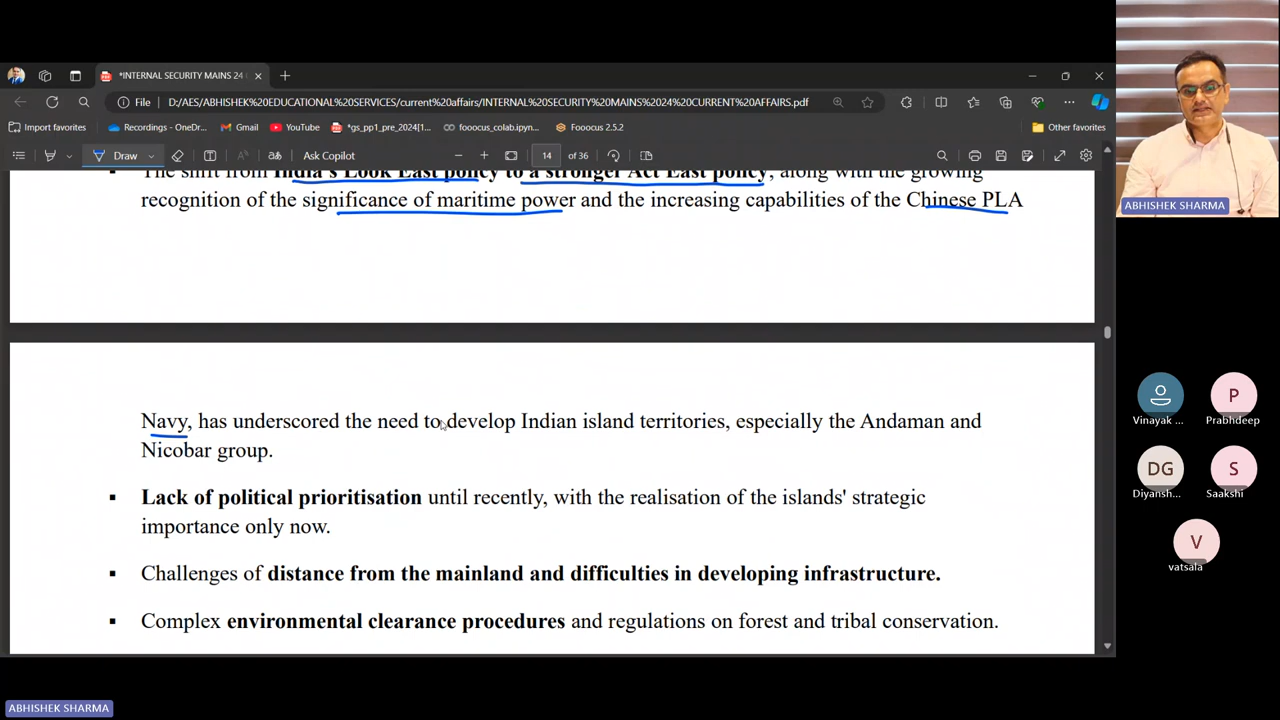 *INTERNAL SECURITY MAINS 24
File D:/AES/ABHISHEK%20EDUCATIONAL%20SERVICES/current%20affairs/INTERNAL%20SECURITY%20MAINS%202024%20CURRENT%20AFFAIRS.pdf
Import favorites Recordings - OneDr... Gmail YouTube *gs_pp1_pre_2024[1... fooocus_colab.ipyn... Fooocus 2.5.2 Other favorites
Draw Ask Copilot 14 of 36
The shift from India's Look East policy to a stronger Act East policy, along with the growing
recognition of the significance of maritime power and the increasing capabilities of the Chinese PLA
Navy, has underscored the need to develop Indian island territories, especially the Andaman and
Nicobar group.
▪ Lack of political prioritisation until recently, with the realisation of the islands' strategic
importance only now.
▪ Challenges of distance from the mainland and difficulties in developing infrastructure.
▪ Complex environmental clearance procedures and regulations on forest and tribal conservation.
ABHISHEK SHARMA
P
Vinayak ... Prabhdeep
DG S
Diyansh... Saakshi
V
vatsala
ABHISHEK SHARMA